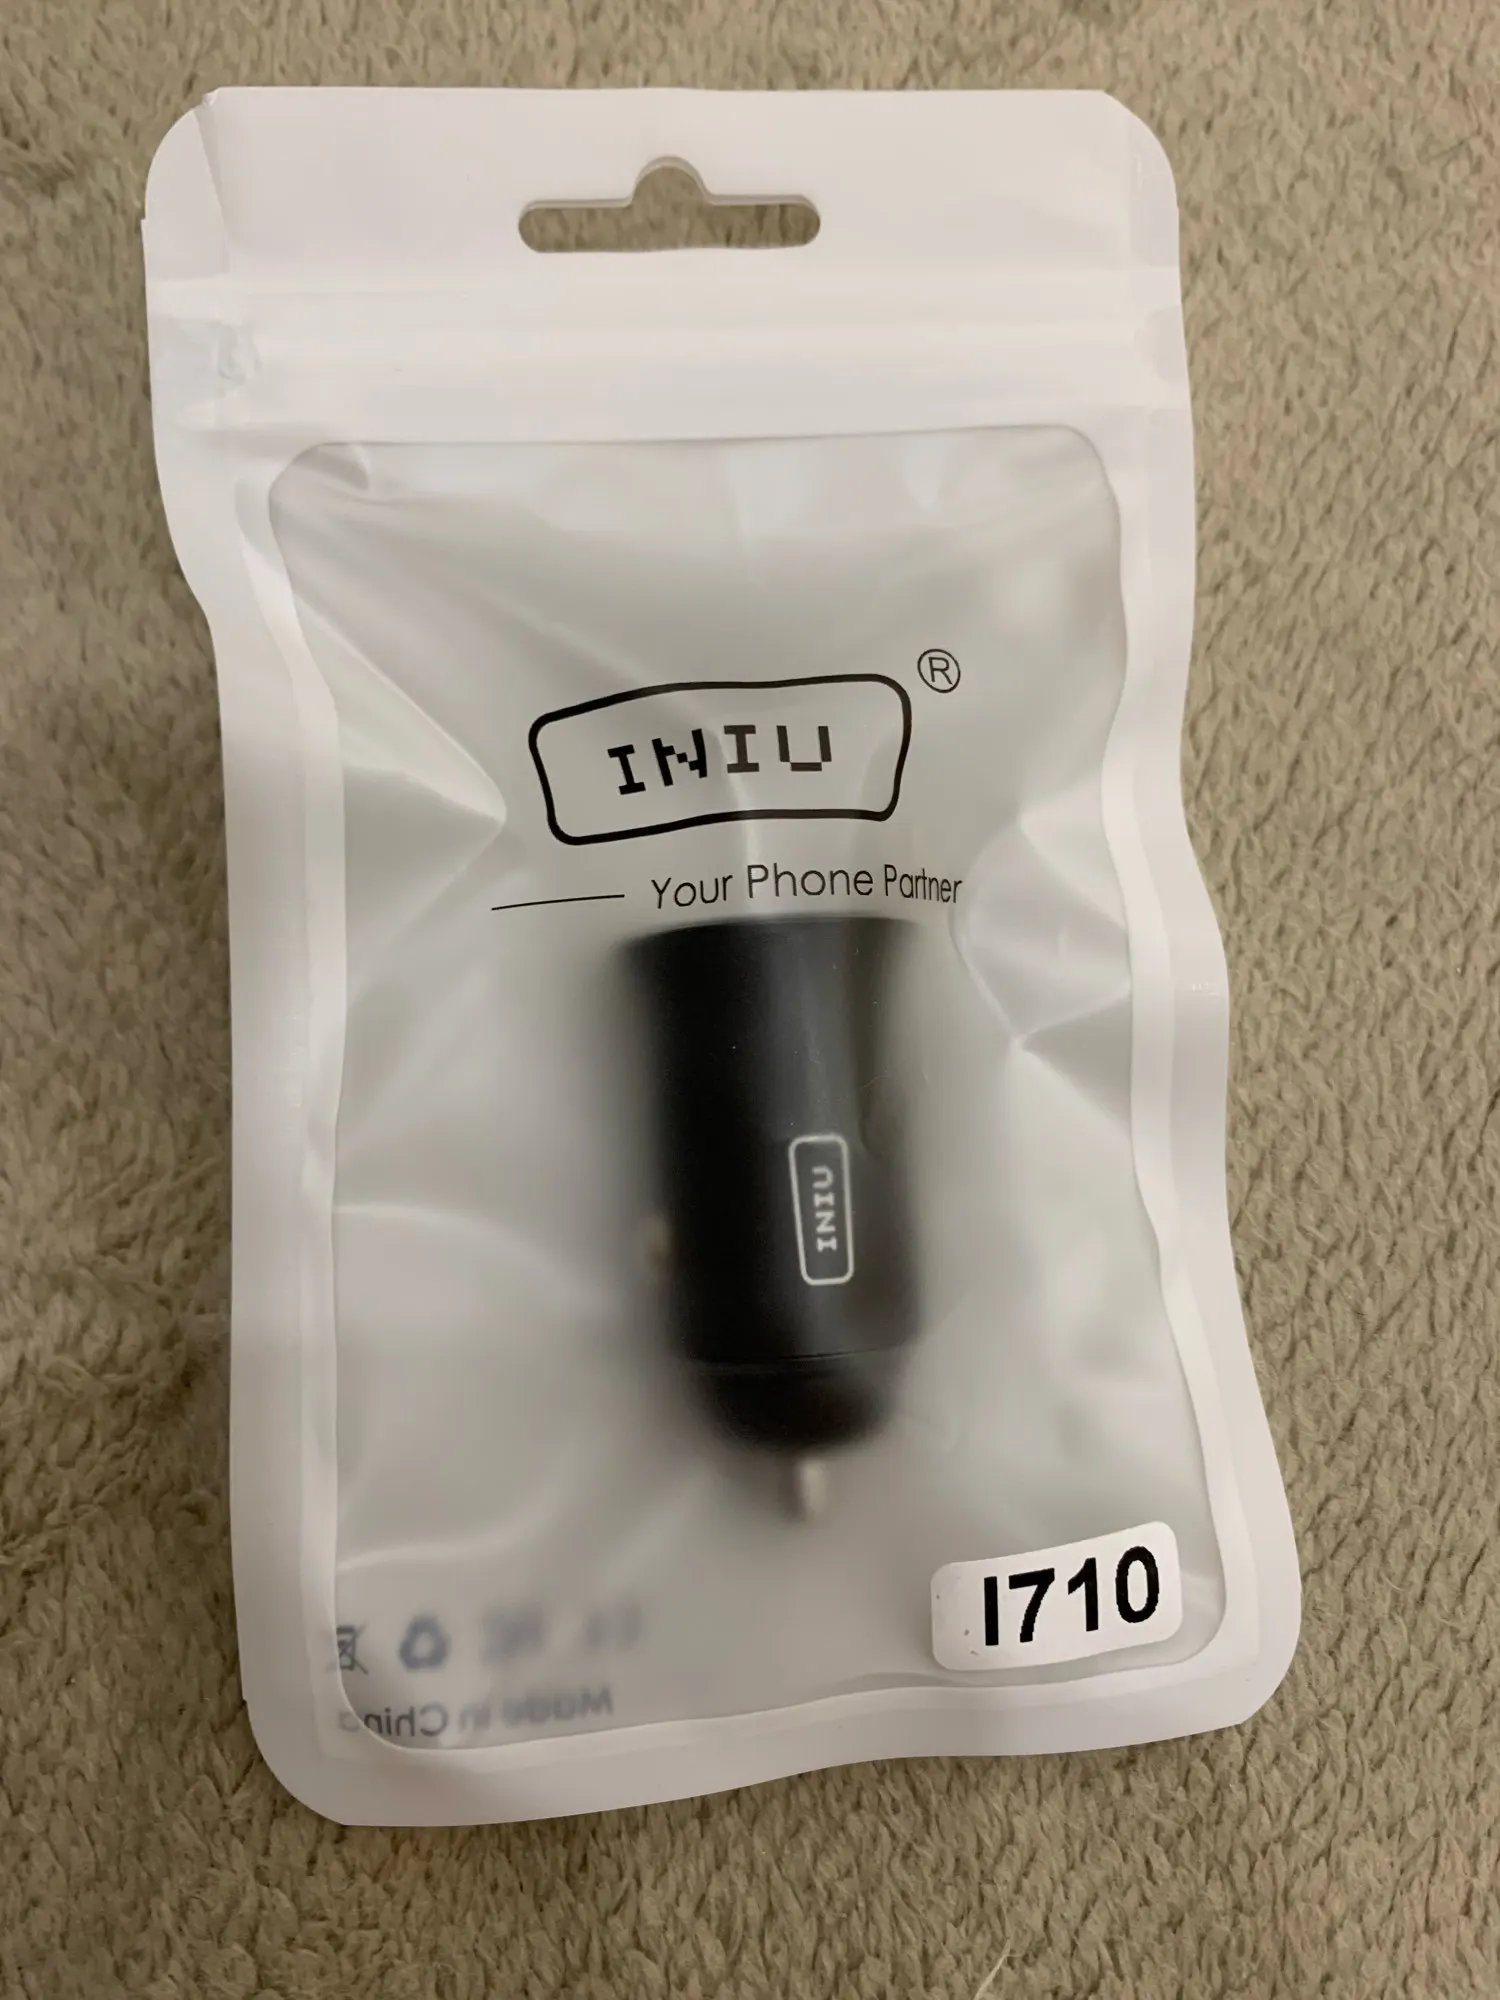 INIU ®
Your Phone Partner
INIU
I710
Made in China